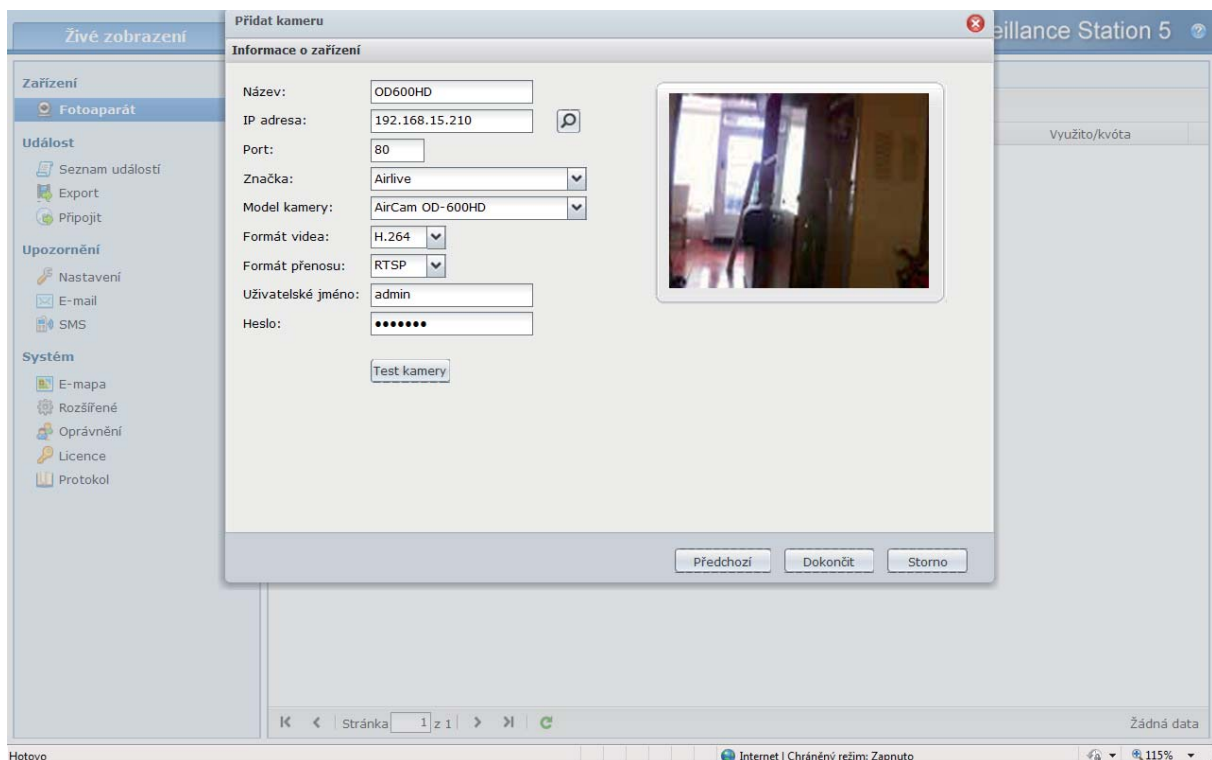 Živé zobrazení
eillance Station 5
Zařízení
Fotoaparát
Událost
Seznam událostí
Export
Připojit
Upozornění
Nastavení
E-mail
SMS
Systém
E-mapa
Rozšířené
Oprávnění
Licence
Protokol
Přidat kameru
Informace o zařízení
Název: OD600HD
IP adresa: 192.168.15.210
Port: 80
Značka: Airlive
Model kamery: AirCam OD-600HD
Formát videa: H.264
Formát přenosu: RTSP
Uživatelské jméno: admin
Heslo: •••••••
Test kamery
Předchozí Dokončit Storno
Využito/kvóta
Stránka 1 z 1
Žádná data
Hotovo
Internet | Chráněný režim: Zapnuto
115%